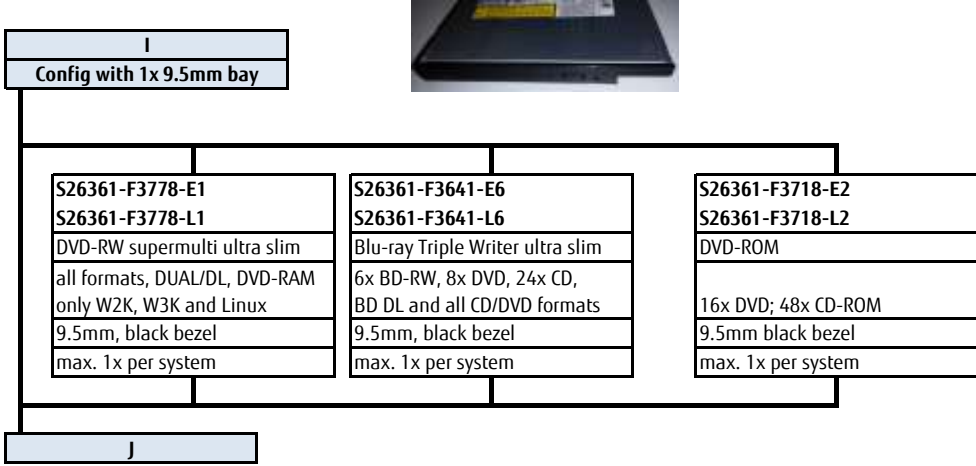 I
Config with 1x 9.5mm bay
S26361-F3778-E1
S26361-F3778-L1
DVD-RW supermulti ultra slim
all formats, DUAL/DL, DVD-RAM
only W2K, W3K and Linux
9.5mm, black bezel
max. 1x per system
S26361-F3641-E6
S26361-F3641-L6
Blu-ray Triple Writer ultra slim
6x BD-RW, 8x DVD, 24x CD,
BD DL and all CD/DVD formats
9.5mm, black bezel
max. 1x per system
S26361-F3718-E2
S26361-F3718-L2
DVD-ROM
16x DVD; 48x CD-ROM
9.5mm black bezel
max. 1x per system
J